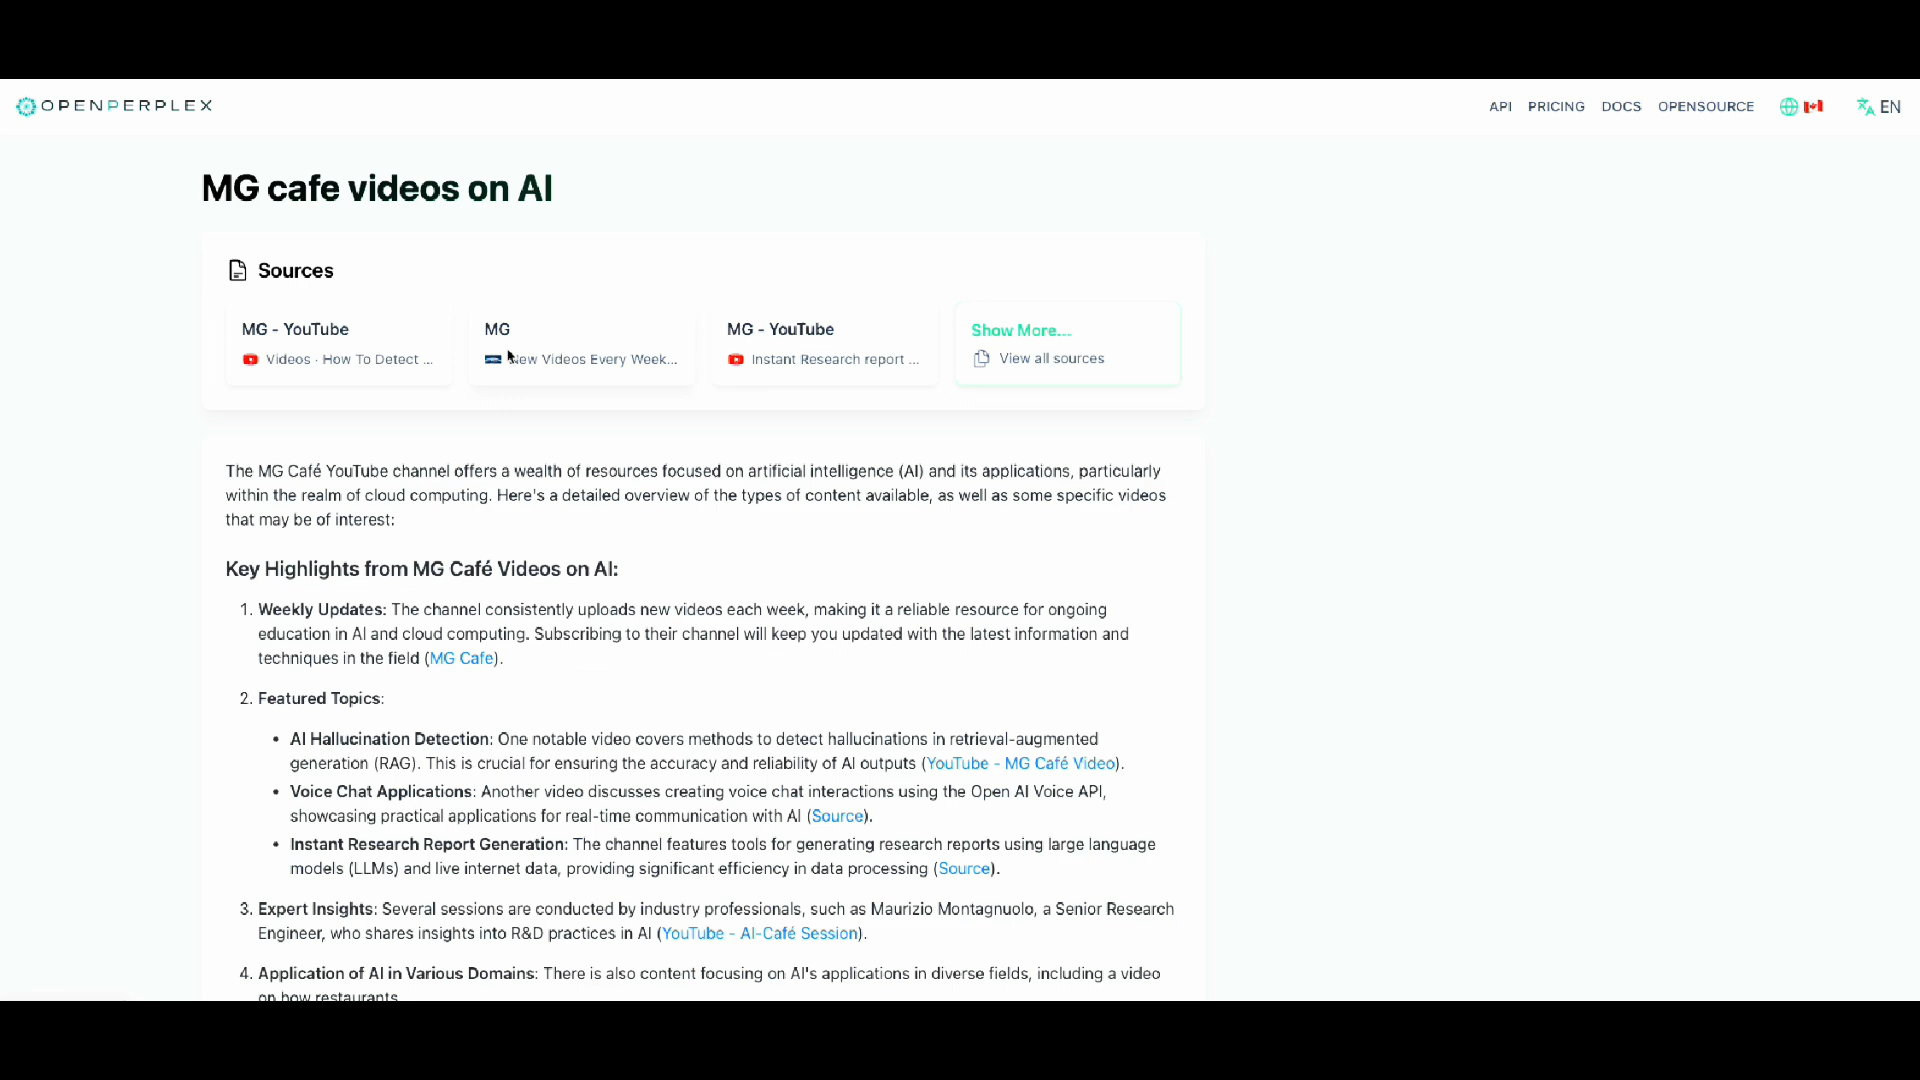 OPENPERPLEX
API PRICING DOCS OPENSOURCE EN
MG cafe videos on AI
Sources
MG - YouTube
Videos · How To Detect ...
MG
New Videos Every Week...
MG - YouTube
Instant Research report ...
Show More...
View all sources
The MG Café YouTube channel offers a wealth of resources focused on artificial intelligence (AI) and its applications, particularly
within the realm of cloud computing. Here's a detailed overview of the types of content available, as well as some specific videos
that may be of interest:
Key Highlights from MG Café Videos on AI:
1. Weekly Updates: The channel consistently uploads new videos each week, making it a reliable resource for ongoing
education in AI and cloud computing. Subscribing to their channel will keep you updated with the latest information and
techniques in the field (MG Cafe).
2. Featured Topics:
• AI Hallucination Detection: One notable video covers methods to detect hallucinations in retrieval-augmented
generation (RAG). This is crucial for ensuring the accuracy and reliability of AI outputs (YouTube - MG Café Video).
• Voice Chat Applications: Another video discusses creating voice chat interactions using the Open AI Voice API,
showcasing practical applications for real-time communication with AI (Source).
• Instant Research Report Generation: The channel features tools for generating research reports using large language
models (LLMs) and live internet data, providing significant efficiency in data processing (Source).
3. Expert Insights: Several sessions are conducted by industry professionals, such as Maurizio Montagnuolo, a Senior Research
Engineer, who shares insights into R&D practices in AI (YouTube - AI-Café Session).
4. Application of AI in Various Domains: There is also content focusing on AI's applications in diverse fields, including a video
on how restaurants